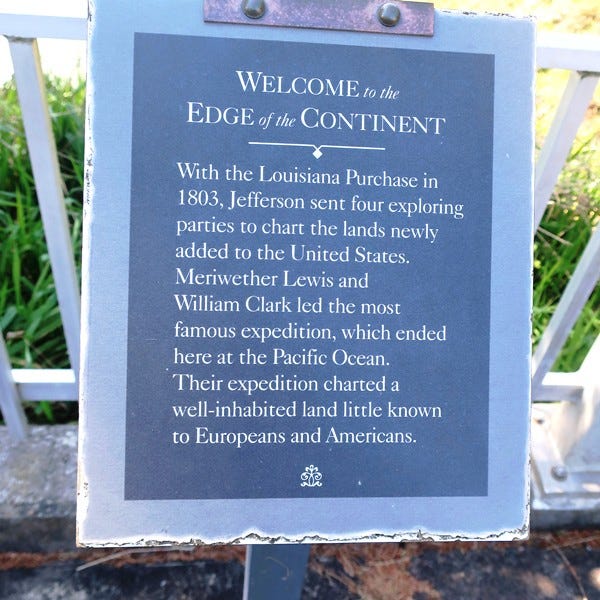 WELCOME to the
EDGE of the CONTINENT
With the Louisiana Purchase in
1803, Jefferson sent four exploring
parties to chart the lands newly
added to the United States.
Meriwether Lewis and
William Clark led the most
famous expedition, which ended
here at the Pacific Ocean.
Their expedition charted a
well-inhabited land little known
to Europeans and Americans.